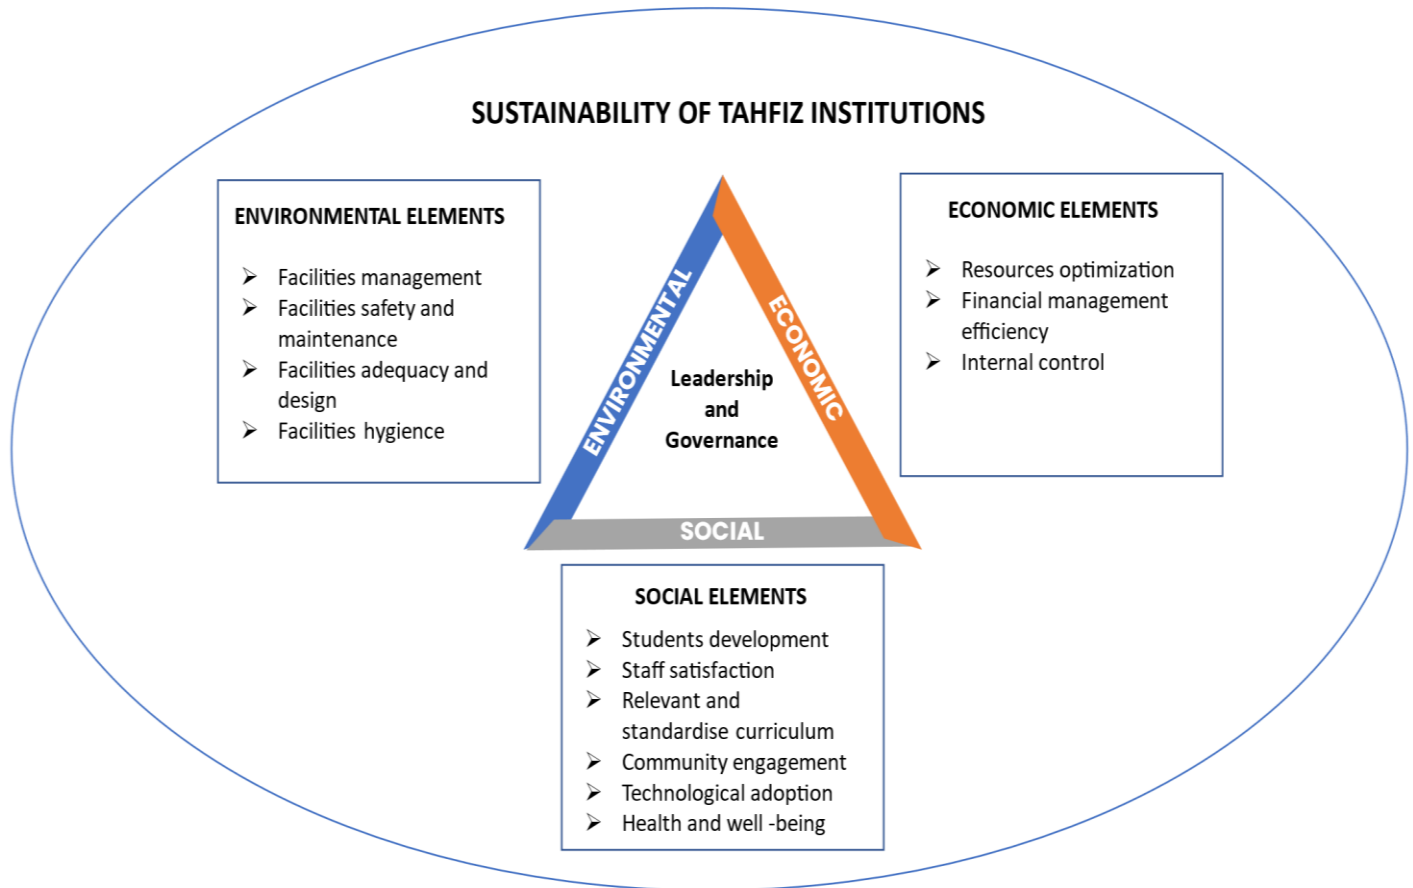 SUSTAINABILITY OF TAHFIZ INSTITUTIONS
ENVIRONMENTAL ELEMENTS
➢ Facilities management
➢ Facilities safety and
maintenance
➢ Facilities adequacy and
design
➢ Facilities hygience
ENVIRONMENTAL
ECONOMIC
SOCIAL
Leadership
and
Governance
ECONOMIC ELEMENTS
➢ Resources optimization
➢ Financial management
efficiency
➢ Internal control
SOCIAL ELEMENTS
➢ Students development
➢ Staff satisfaction
➢ Relevant and
standardise curriculum
➢ Community engagement
➢ Technological adoption
➢ Health and well -being